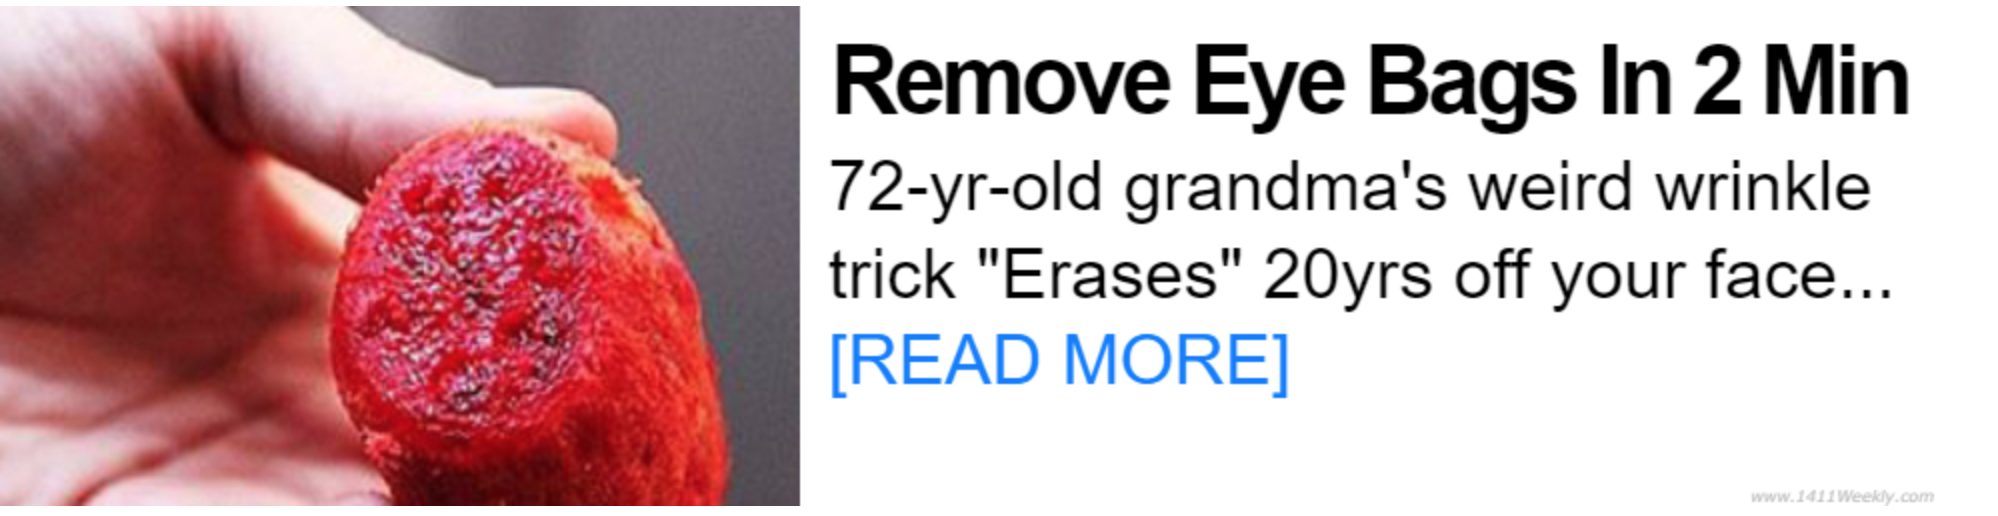 Remove Eye Bags In 2 Min
72-yr-old grandma's weird wrinkle
trick "Erases" 20yrs off your face...
[READ MORE]
www.1411Weekly.com